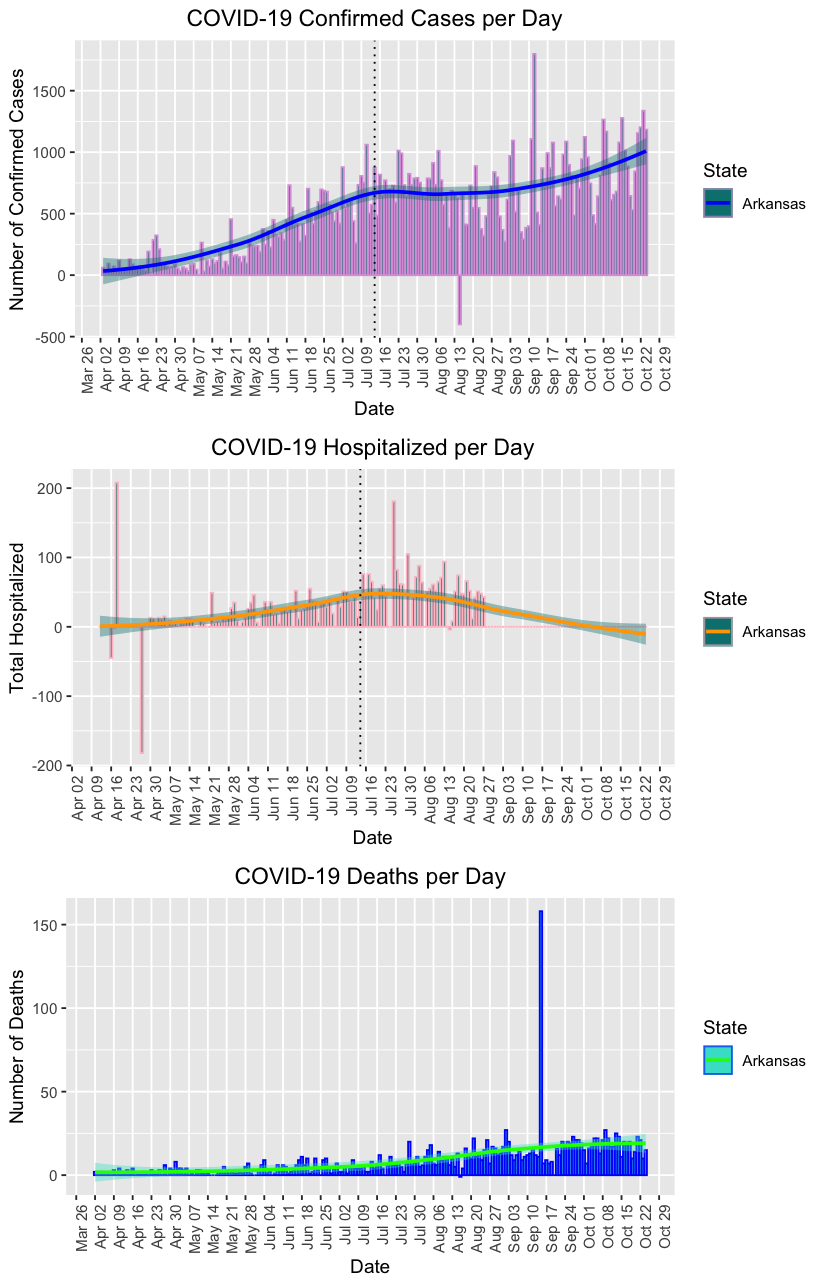 COVID-19 Confirmed Cases per Day
Number of Confirmed Cases
1500
1000
500
0
-500
Mar 26
Apr 02
Apr 09
Apr 16
Apr 23
Apr 30
May 07
May 14
May 21
May 28
Jun 04
Jun 11
Jun 18
Jun 25
Jul 02
Jul 09
Jul 16
Jul 23
Jul 30
Aug 06
Aug 13
Aug 20
Aug 27
Sep 03
Sep 10
Sep 17
Sep 24
Oct 01
Oct 08
Oct 15
Oct 22
Oct 29
Date
State
Arkansas
COVID-19 Hospitalized per Day
Total Hospitalized
200
100
0
-100
-200
Apr 02
Apr 09
Apr 16
Apr 23
Apr 30
May 07
May 14
May 21
May 28
Jun 04
Jun 11
Jun 18
Jun 25
Jul 02
Jul 09
Jul 16
Jul 23
Jul 30
Aug 06
Aug 13
Aug 20
Aug 27
Sep 03
Sep 10
Sep 17
Sep 24
Oct 01
Oct 08
Oct 15
Oct 22
Oct 29
Date
State
Arkansas
COVID-19 Deaths per Day
Number of Deaths
150
100
50
0
Mar 26
Apr 02
Apr 09
Apr 16
Apr 23
Apr 30
May 07
May 14
May 21
May 28
Jun 04
Jun 11
Jun 18
Jun 25
Jul 02
Jul 09
Jul 16
Jul 23
Jul 30
Aug 06
Aug 13
Aug 20
Aug 27
Sep 03
Sep 10
Sep 17
Sep 24
Oct 01
Oct 08
Oct 15
Oct 22
Oct 29
Date
State
Arkansas